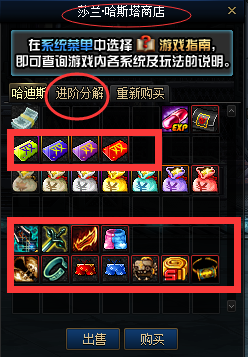 莎兰·哈斯塔商店
在系统菜单中选择 游戏指南,
即可查询游戏内各系统及玩法的说明。
哈迪斯 进阶分解 重新购买
EXP
出售 购买